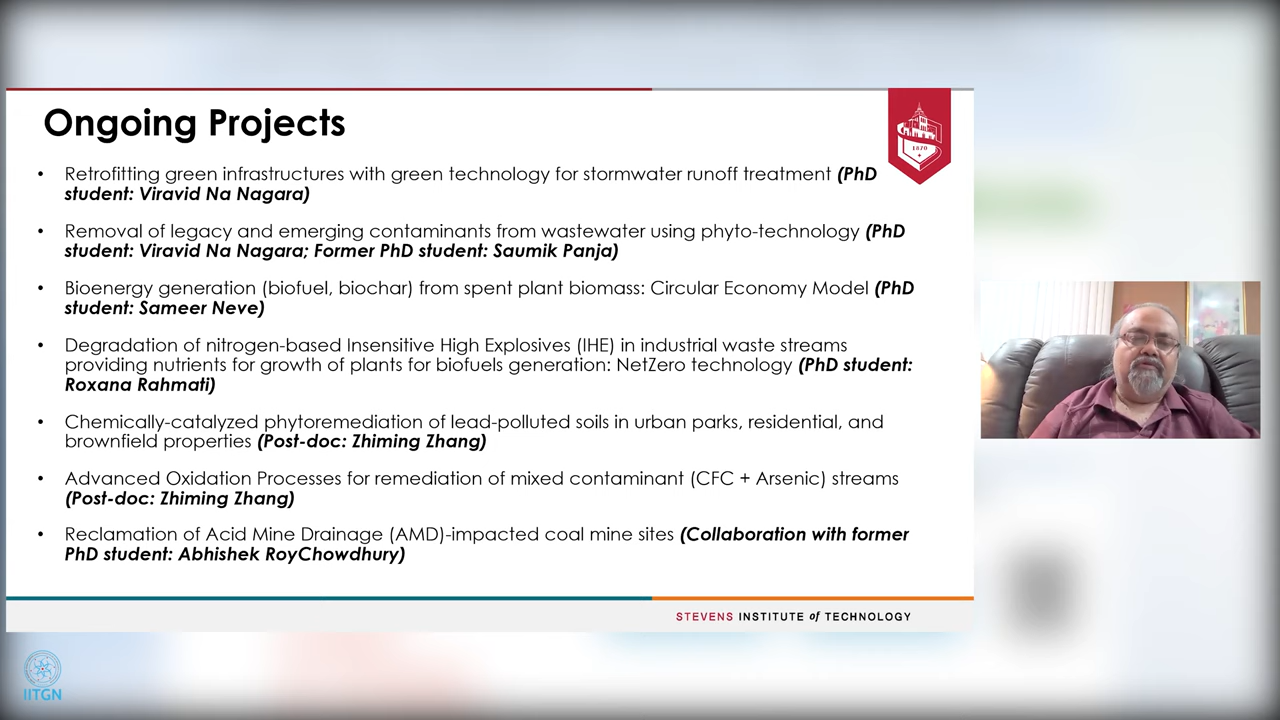 Ongoing Projects
1870
• Retrofitting green infrastructures with green technology for stormwater runoff treatment (PhD
student: Viravid Na Nagara)
• Removal of legacy and emerging contaminants from wastewater using phyto-technology (PhD
student: Viravid Na Nagara; Former PhD student: Saumik Panja)
• Bioenergy generation (biofuel, biochar) from spent plant biomass: Circular Economy Model (PhD
student: Sameer Neve)
• Degradation of nitrogen-based Insensitive High Explosives (IHE) in industrial waste streams
providing nutrients for growth of plants for biofuels generation: NetZero technology (PhD student:
Roxana Rahmati)
• Chemically-catalyzed phytoremediation of lead-polluted soils in urban parks, residential, and
brownfield properties (Post-doc: Zhiming Zhang)
• Advanced Oxidation Processes for remediation of mixed contaminant (CFC + Arsenic) streams
(Post-doc: Zhiming Zhang)
• Reclamation of Acid Mine Drainage (AMD)-impacted coal mine sites (Collaboration with former
PhD student: Abhishek RoyChowdhury)
STEVENS INSTITUTE of TECHNOLOGY
IITGN